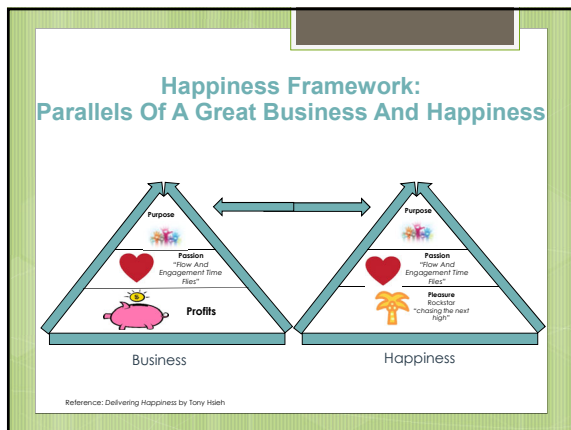 Happiness Framework:
Parallels Of A Great Business And Happiness
Purpose
Passion
"Flow And
Engagement Time
Flies"
Profits
Business
Purpose
Passion
"Flow And
Engagement Time
Flies"
Pleasure
Rockstar
"chasing the next
high"
Happiness
Reference: Delivering Happiness by Tony Hsieh